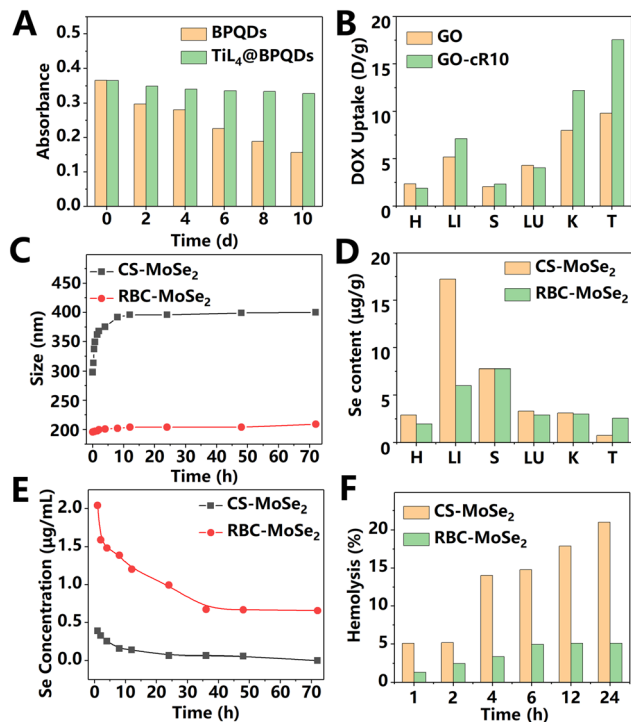 A
BPQDs
TiL₄@BPQDs
Absorbance
0.5
0.4
0.3
0.2
0.1
0.0
0 2 4 6 8 10
Time (d)
B
GO
GO-cR10
DOX Uptake (D/g)
20
15
10
5
0
H LI S LU K T
C
CS-MoSe₂
RBC-MoSe₂
Size (nm)
450
400
350
300
200
0 10 20 30 40 50 60 70
Time (h)
D
CS-MoSe₂
RBC-MoSe₂
Se content (μg/g)
20
15
10
5
0
H LI S LU K T
E
CS-MoSe₂
RBC-MoSe₂
Se Concentration (μg/mL)
2.0
1.5
1.0
0.5
0.0
0 10 20 30 40 50 60 70
Time (h)
F
CS-MoSe₂
RBC-MoSe₂
Hemolysis (%)
20
15
10
5
0
1 2 4 6 12 24
Time (h)